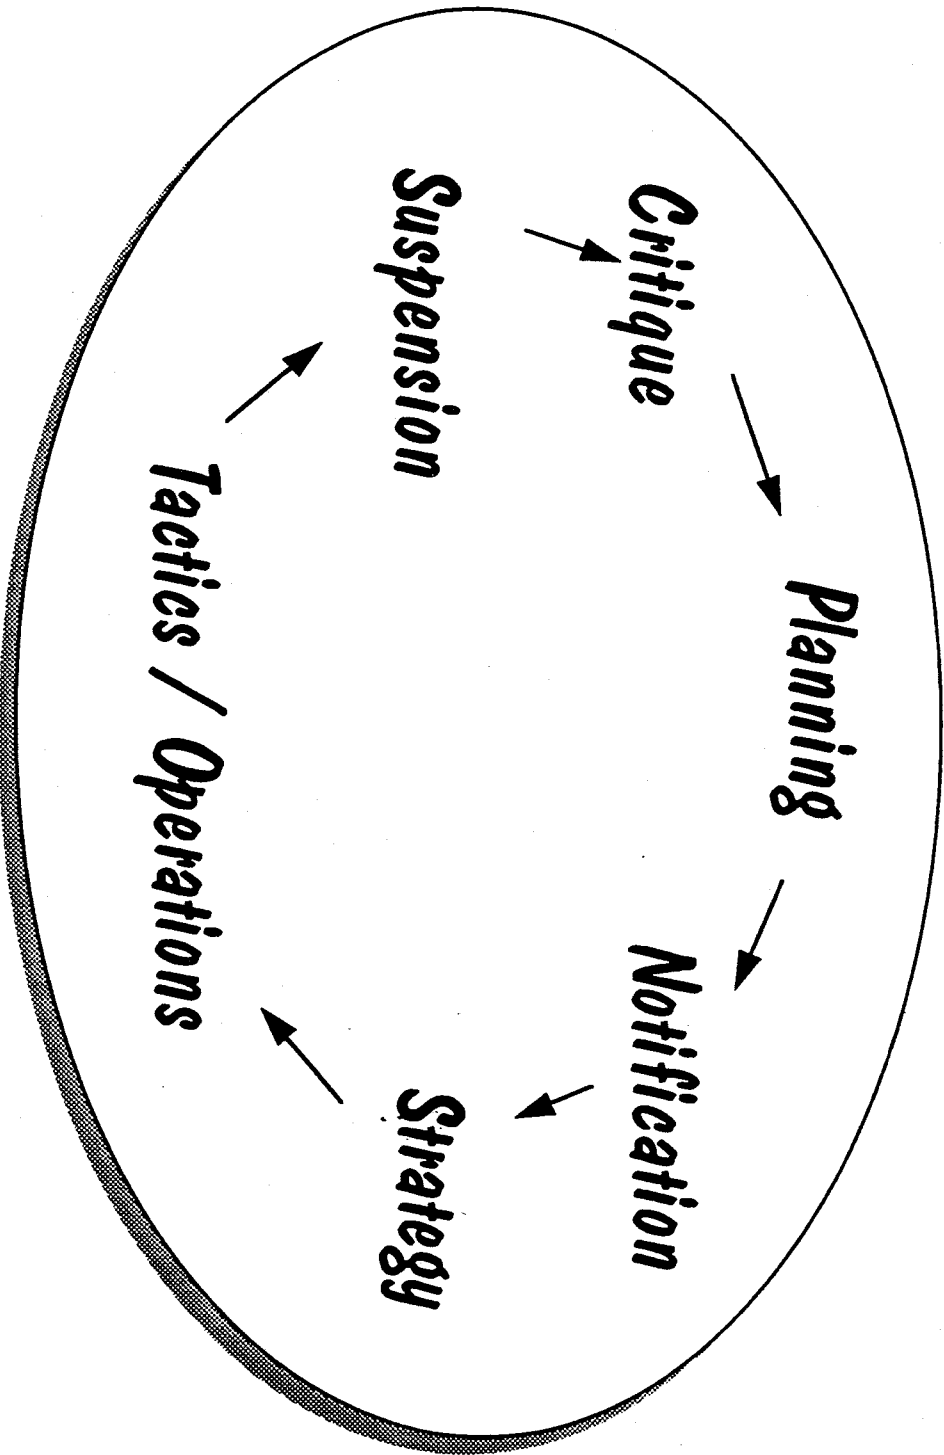 Planning
Critique
Notification
Suspension
Strategy
Tactics / Operations